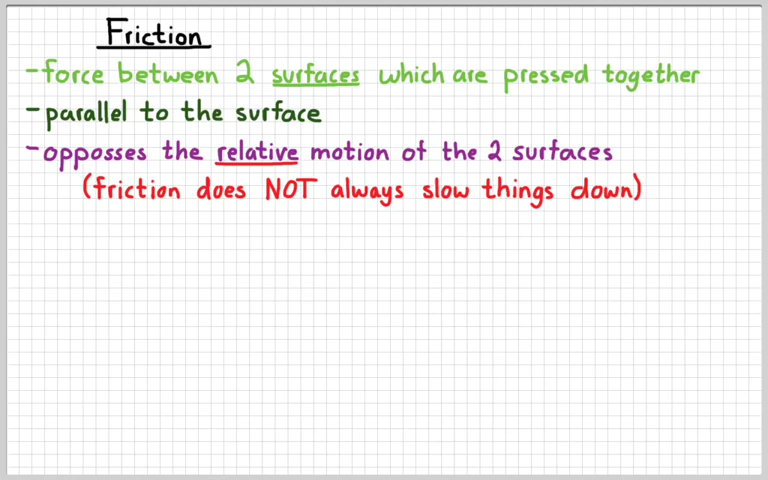 Friction
-force between 2 surfaces which are pressed together
-parallel to the surface
-opposses the relative motion of the 2 surfaces
(friction does NOT always slow things down)